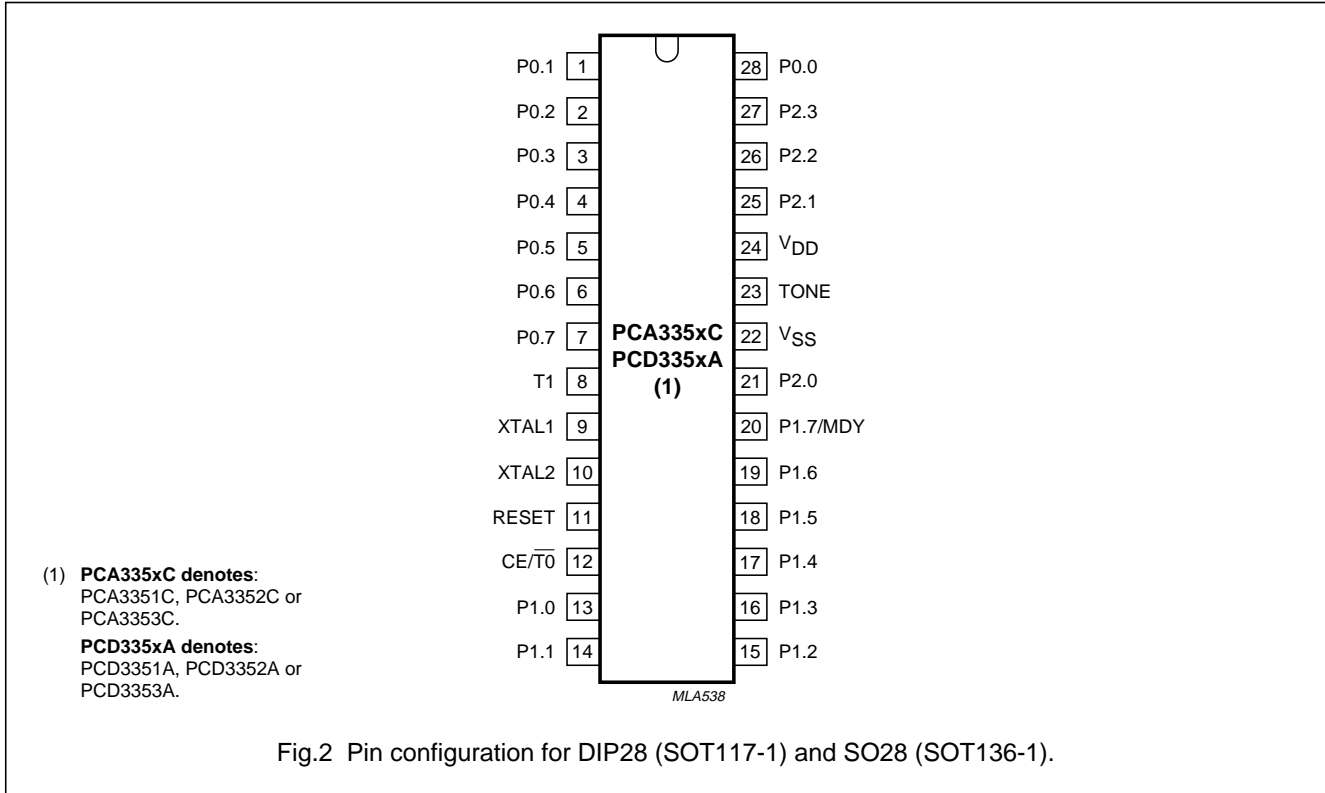 P0.1 1 28 P0.0
P0.2 2 27 P2.3
P0.3 3 26 P2.2
P0.4 4 25 P2.1
P0.5 5 24 VDD
P0.6 6 23 TONE
P0.7 7 22 VSS
PCA335xC
PCD335xA
(1)
T1 8 21 P2.0
XTAL1 9 20 P1.7/MDY
XTAL2 10 19 P1.6
RESET 11 18 P1.5
CE/T̅0̅ 12 17 P1.4
P1.0 13 16 P1.3
P1.1 14 15 P1.2
MLA538
(1) PCA335xC denotes:
PCA3351C, PCA3352C or
PCA3353C.
PCD335xA denotes:
PCD3351A, PCD3352A or
PCD3353A.
Fig.2 Pin configuration for DIP28 (SOT117-1) and SO28 (SOT136-1).